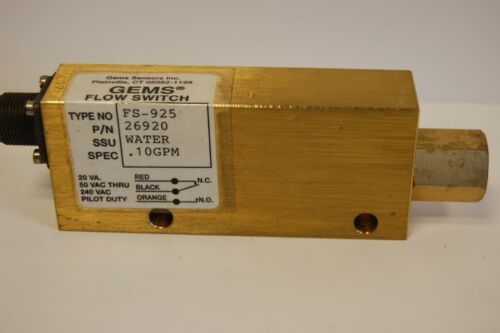 Gems Sensors Inc.
Plainville, CT 06062-1198
GEMS®
FLOW SWITCH
TYPE NO FS-925
P/N 26920
SSU WATER
SPEC .10GPM
20 VA. RED N.C.
50 VAC THRU BLACK
240 VAC ORANGE N.O.
PILOT DUTY